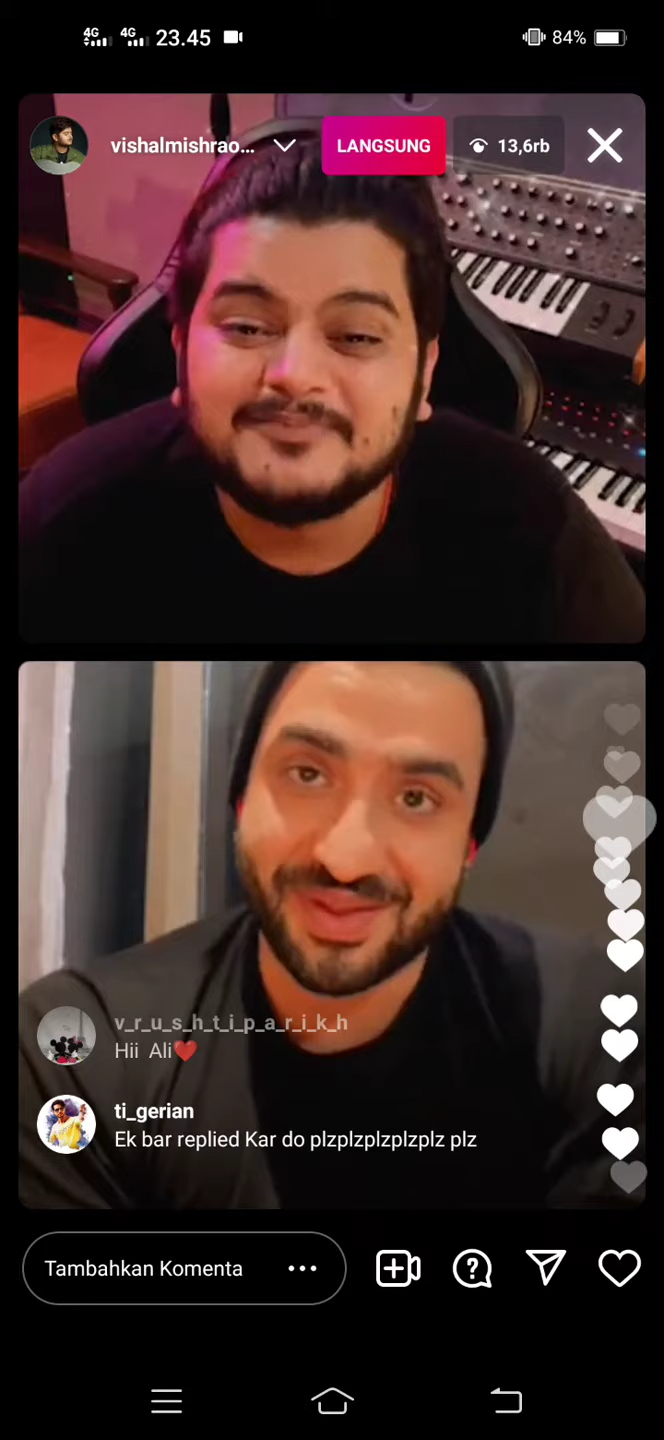 4G 4G 23.45 84%
vishalmishrao... LANGSUNG 13,6rb
v_r_u_s_h_t_i_p_a_r_i_k_h
Hii Ali❤️
ti_gerian
Ek bar replied Kar do plzplzplzplzplz plz
Tambahkan Komenta